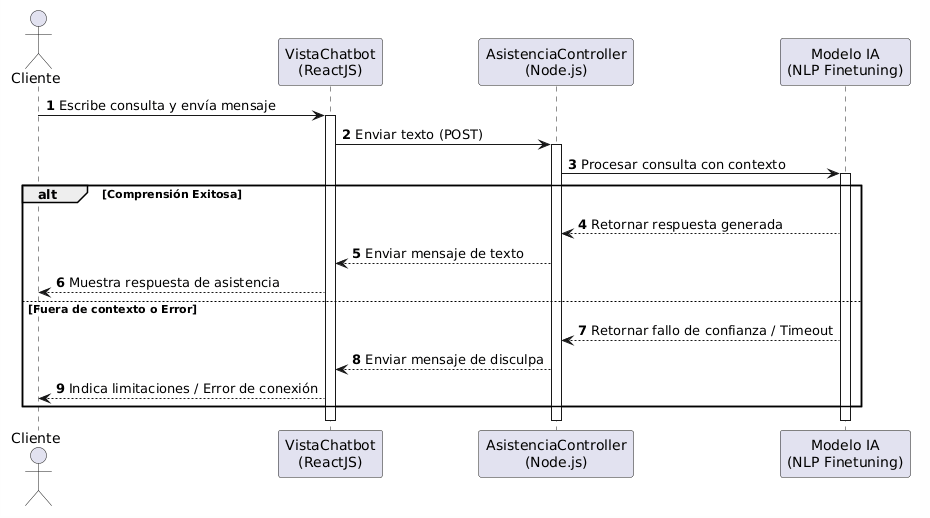 Cliente
VistaChatbot
(ReactJS)
AsistenciaController
(Node.js)
Modelo IA
(NLP Finetuning)
1 Escribe consulta y envía mensaje
2 Enviar texto (POST)
3 Procesar consulta con contexto
alt [Comprensión Exitosa]
4 Retornar respuesta generada
5 Enviar mensaje de texto
6 Muestra respuesta de asistencia
[Fuera de contexto o Error]
7 Retornar fallo de confianza / Timeout
8 Enviar mensaje de disculpa
9 Indica limitaciones / Error de conexión
Cliente
VistaChatbot
(ReactJS)
AsistenciaController
(Node.js)
Modelo IA
(NLP Finetuning)